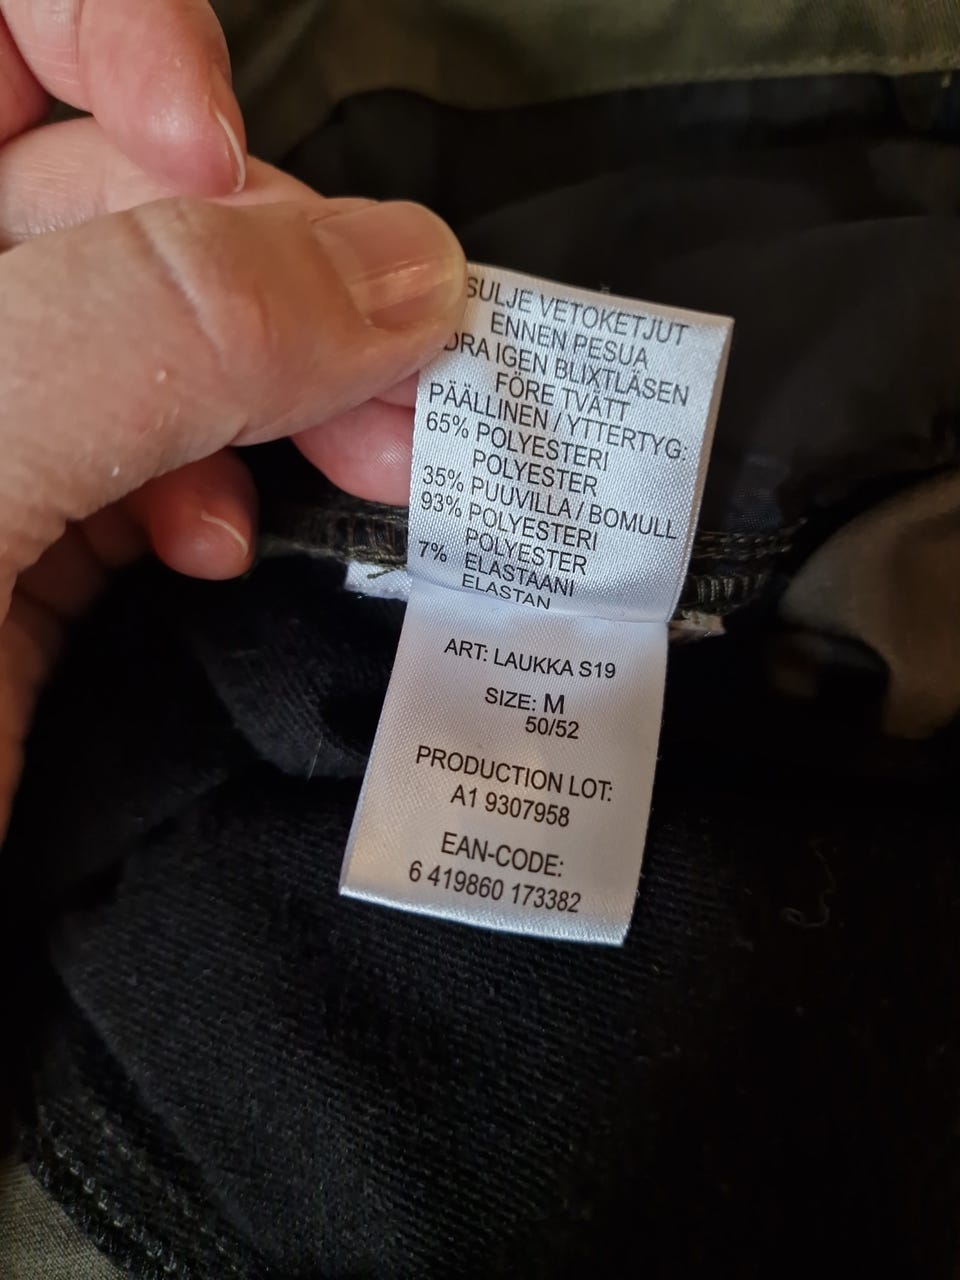 SULJE VETOKETJUT
ENNEN PESUA
DRA IGEN BLIXTLÅSEN
FÖRE TVÄTT
PÄÄLLINEN / YTTERTYG:
65% POLYESTERI
POLYESTER
35% PUUVILLA / BOMULL
93% POLYESTERI
POLYESTER
7% ELASTAANI
ELASTAN
ART: LAUKKA S19
SIZE: M
50/52
PRODUCTION LOT:
A1 9307958
EAN-CODE:
6 419860 173382